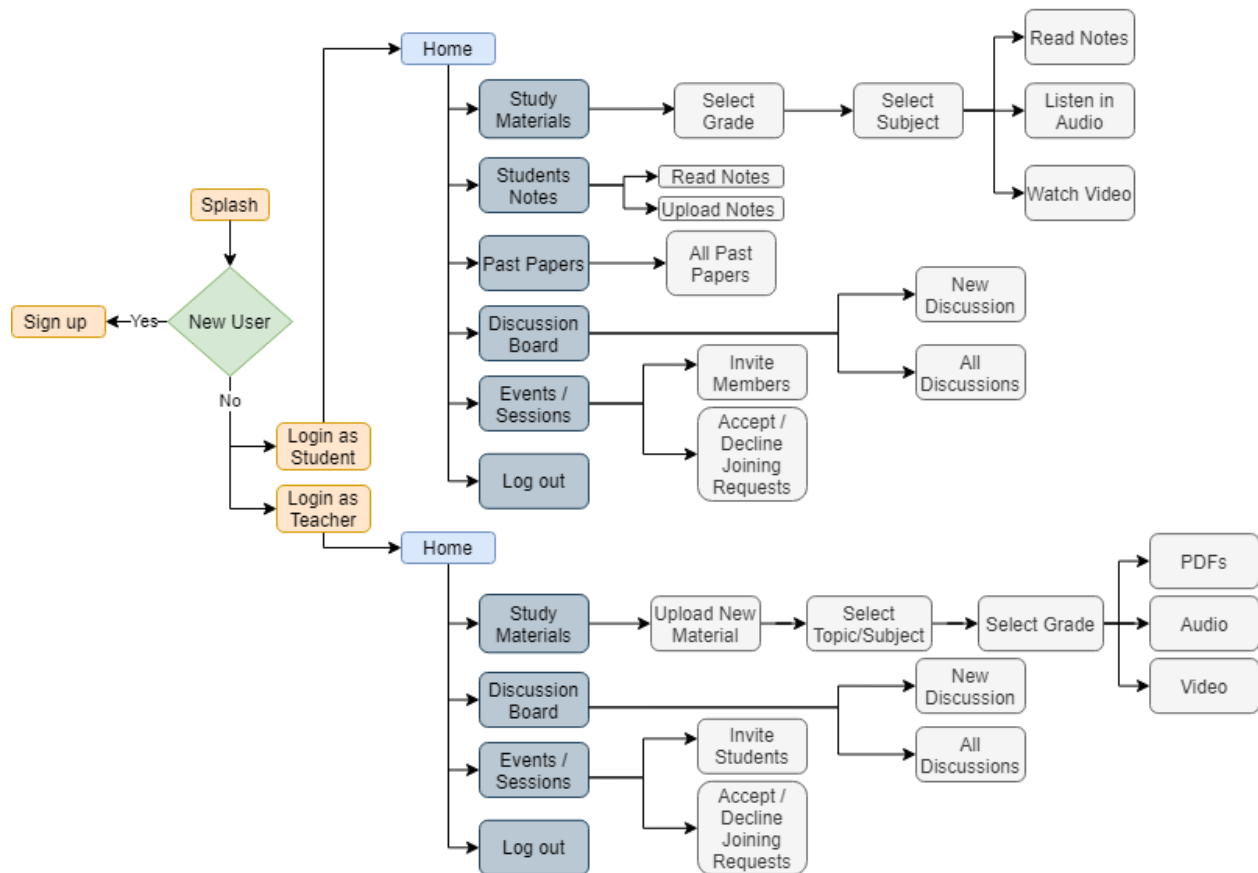 Home
Study
Materials
Select
Grade
Select
Subject
Read Notes
Listen in
Audio
Watch Video
Students
Notes
Read Notes
Upload Notes
Past Papers
All Past
Papers
Discussion
Board
New
Discussion
All
Discussions
Events /
Sessions
Invite
Members
Accept /
Decline
Joining
Requests
Log out
Splash
New User
Yes
Sign up
No
Login as
Student
Login as
Teacher
Home
Study
Materials
Upload New
Material
Select
Topic/Subject
Select Grade
PDFs
Audio
Video
Discussion
Board
New
Discussion
All
Discussions
Events /
Sessions
Invite
Students
Accept /
Decline
Joining
Requests
Log out